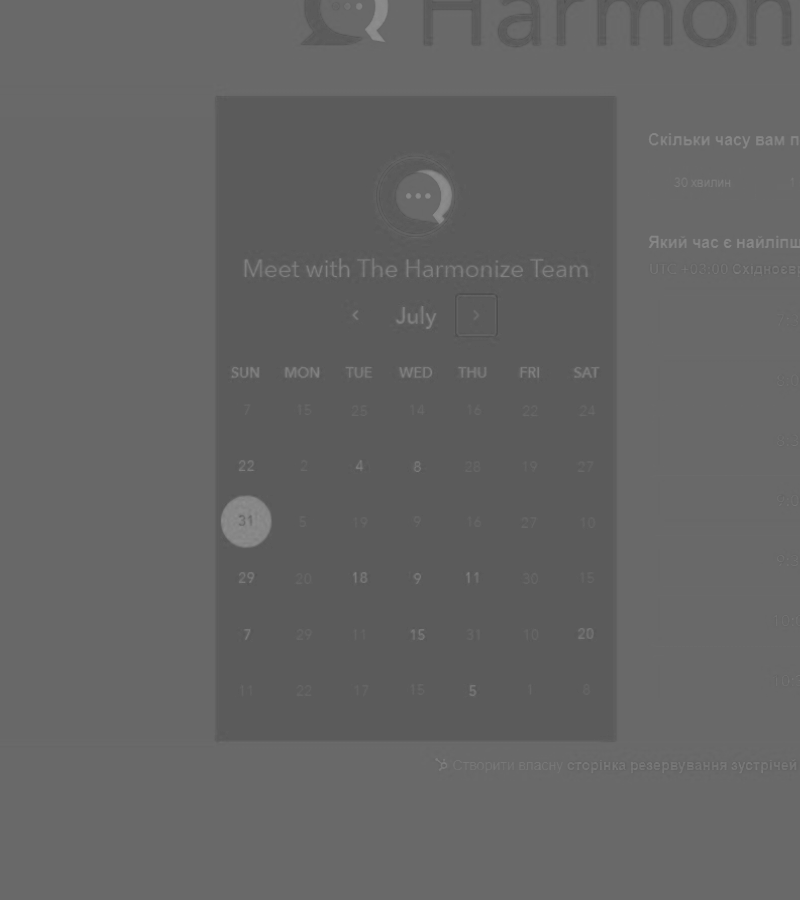 Harmon
Скільки часу вам п
30 хвилин 1
Meet with The Harmonize Team
Який час є найліпш
UTC +03:00 Східноєв
July
SUN MON TUE WED THU FRI SAT
7 15 25 14 16 22 24
22 2 4 8 28 19 27
31 5 19 9 16 27 10
29 20 18 9 11 30 15
7 29 11 15 31 10 20
11 22 17 15 5 1 8
Створити власну сторінка резервування зустрічей